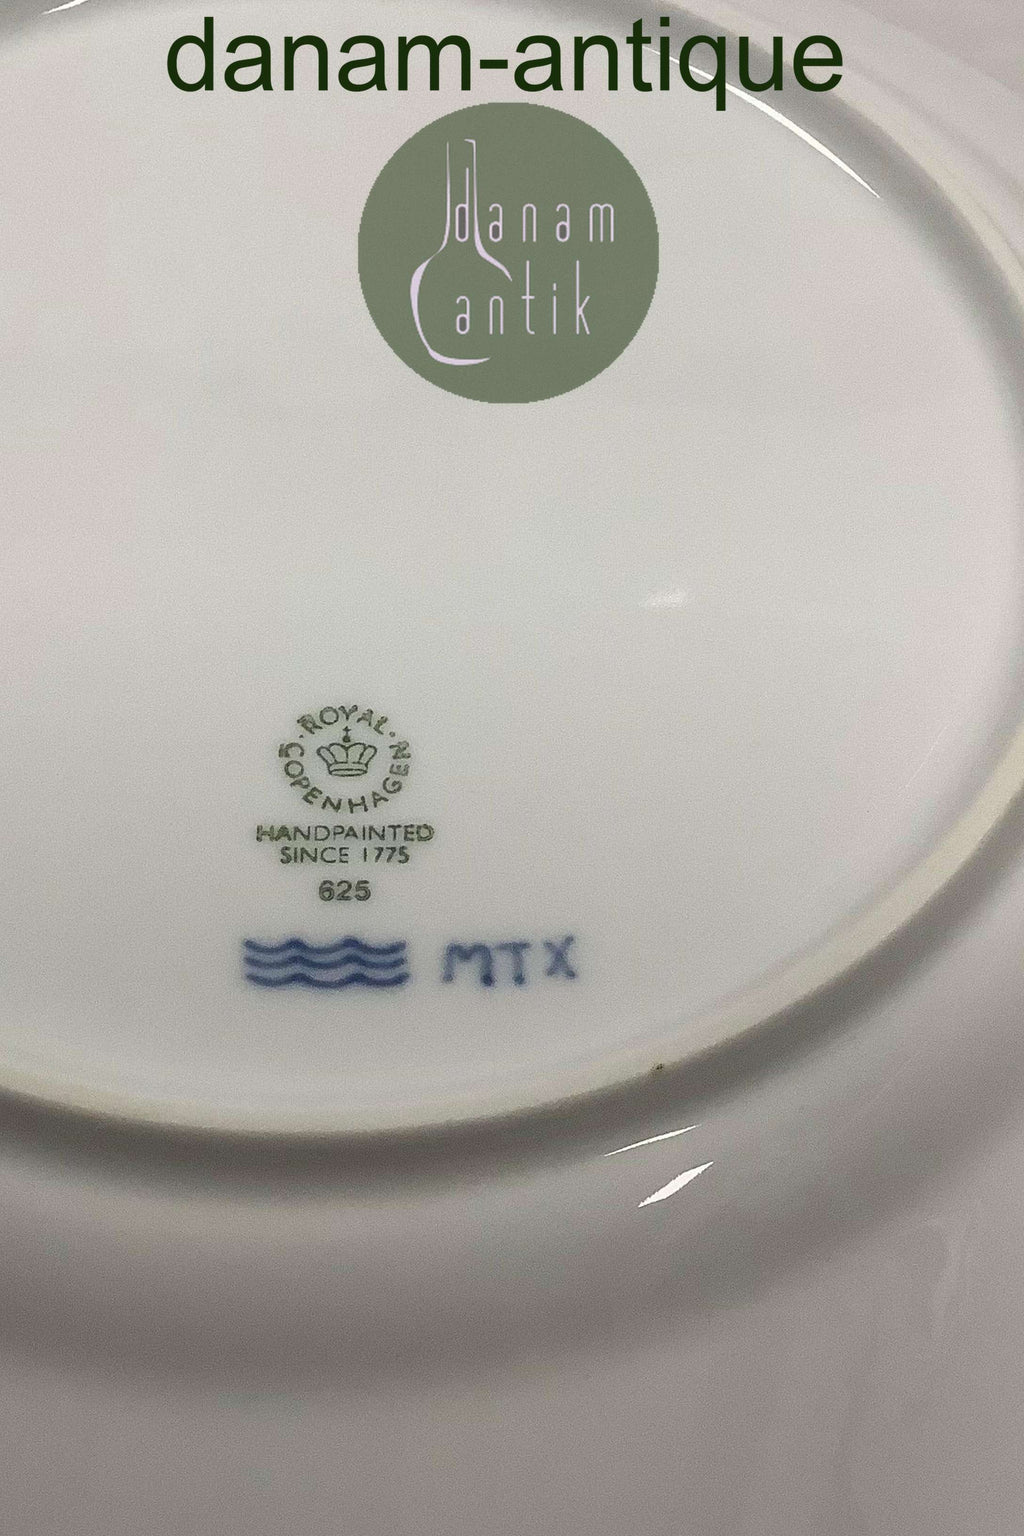 danam-antique
danam
antik
ROYAL COPENHAGEN
HANDPAINTED
SINCE 1775
625
MTX